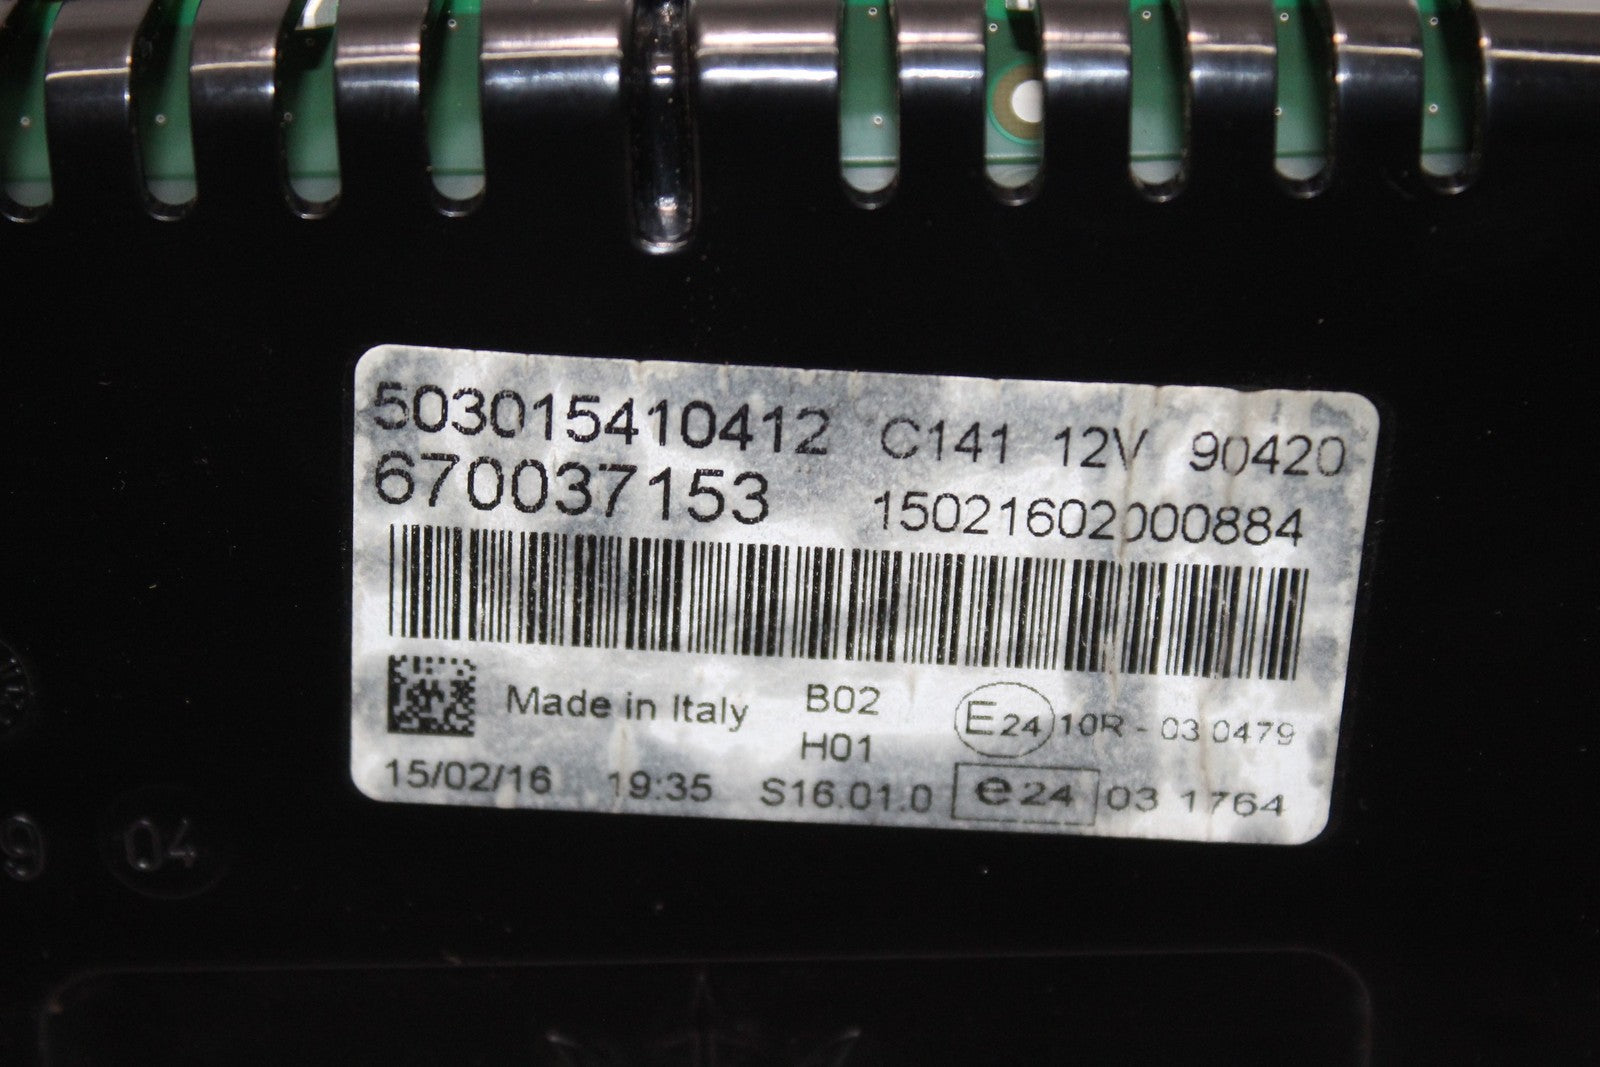 503015410412 C141 12V 90420
670037153 15021602000884
Made in Italy B02 E24 10R - 03 0479
H01
15/02/16 19:35 S16.01.0 e24 03 1764
9 04